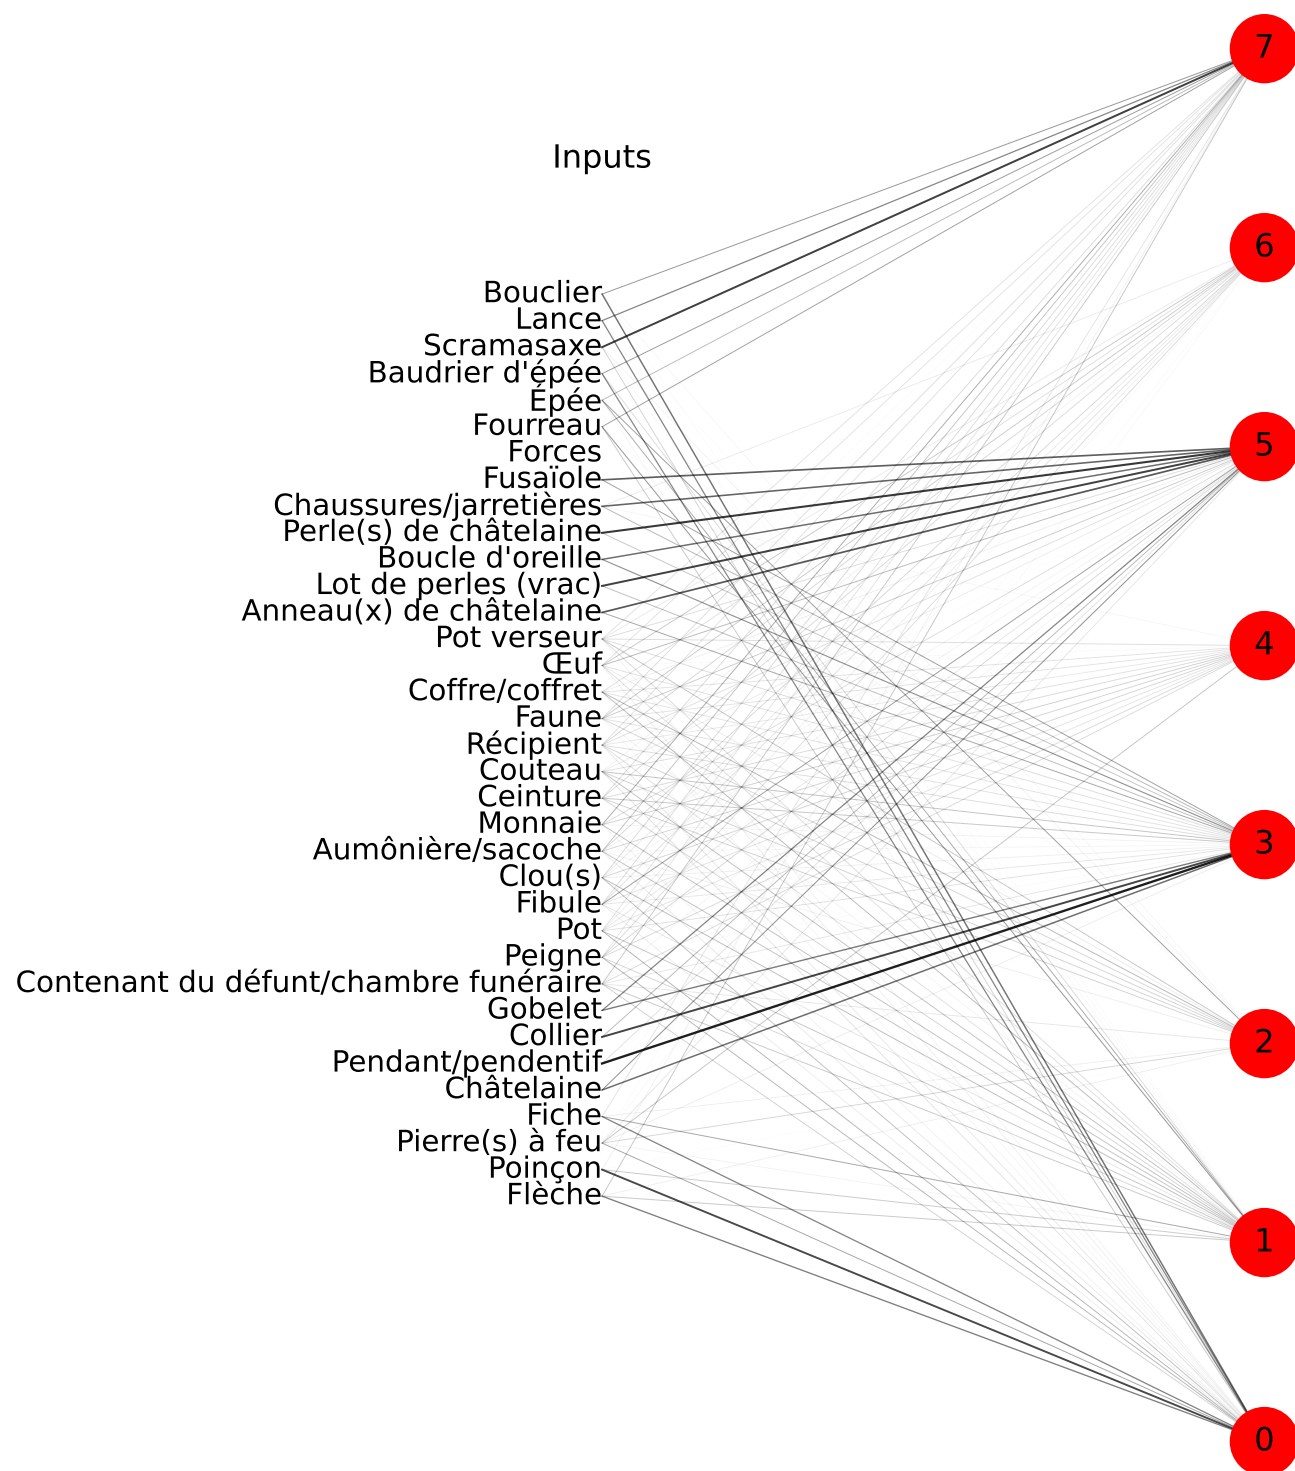 7
Inputs
6
Bouclier
Lance
Scramasaxe
Baudrier d'épée
Épée
Fourreau
Forces
5
Fusaïole
Chaussures/jarretières
Perle(s) de châtelaine
Boucle d'oreille
Lot de perles (vrac)
Anneau(x) de châtelaine
Pot verseur
4
Œuf
Coffre/coffret
Faune
Récipient
Couteau
Ceinture
Monnaie
3
Aumônière/sacoche
Clou(s)
Fibule
Pot
Peigne
Contenant du défunt/chambre funéraire
Gobelet
Collier
2
Pendant/pendentif
Châtelaine
Fiche
Pierre(s) à feu
Poinçon
Flèche
1
0